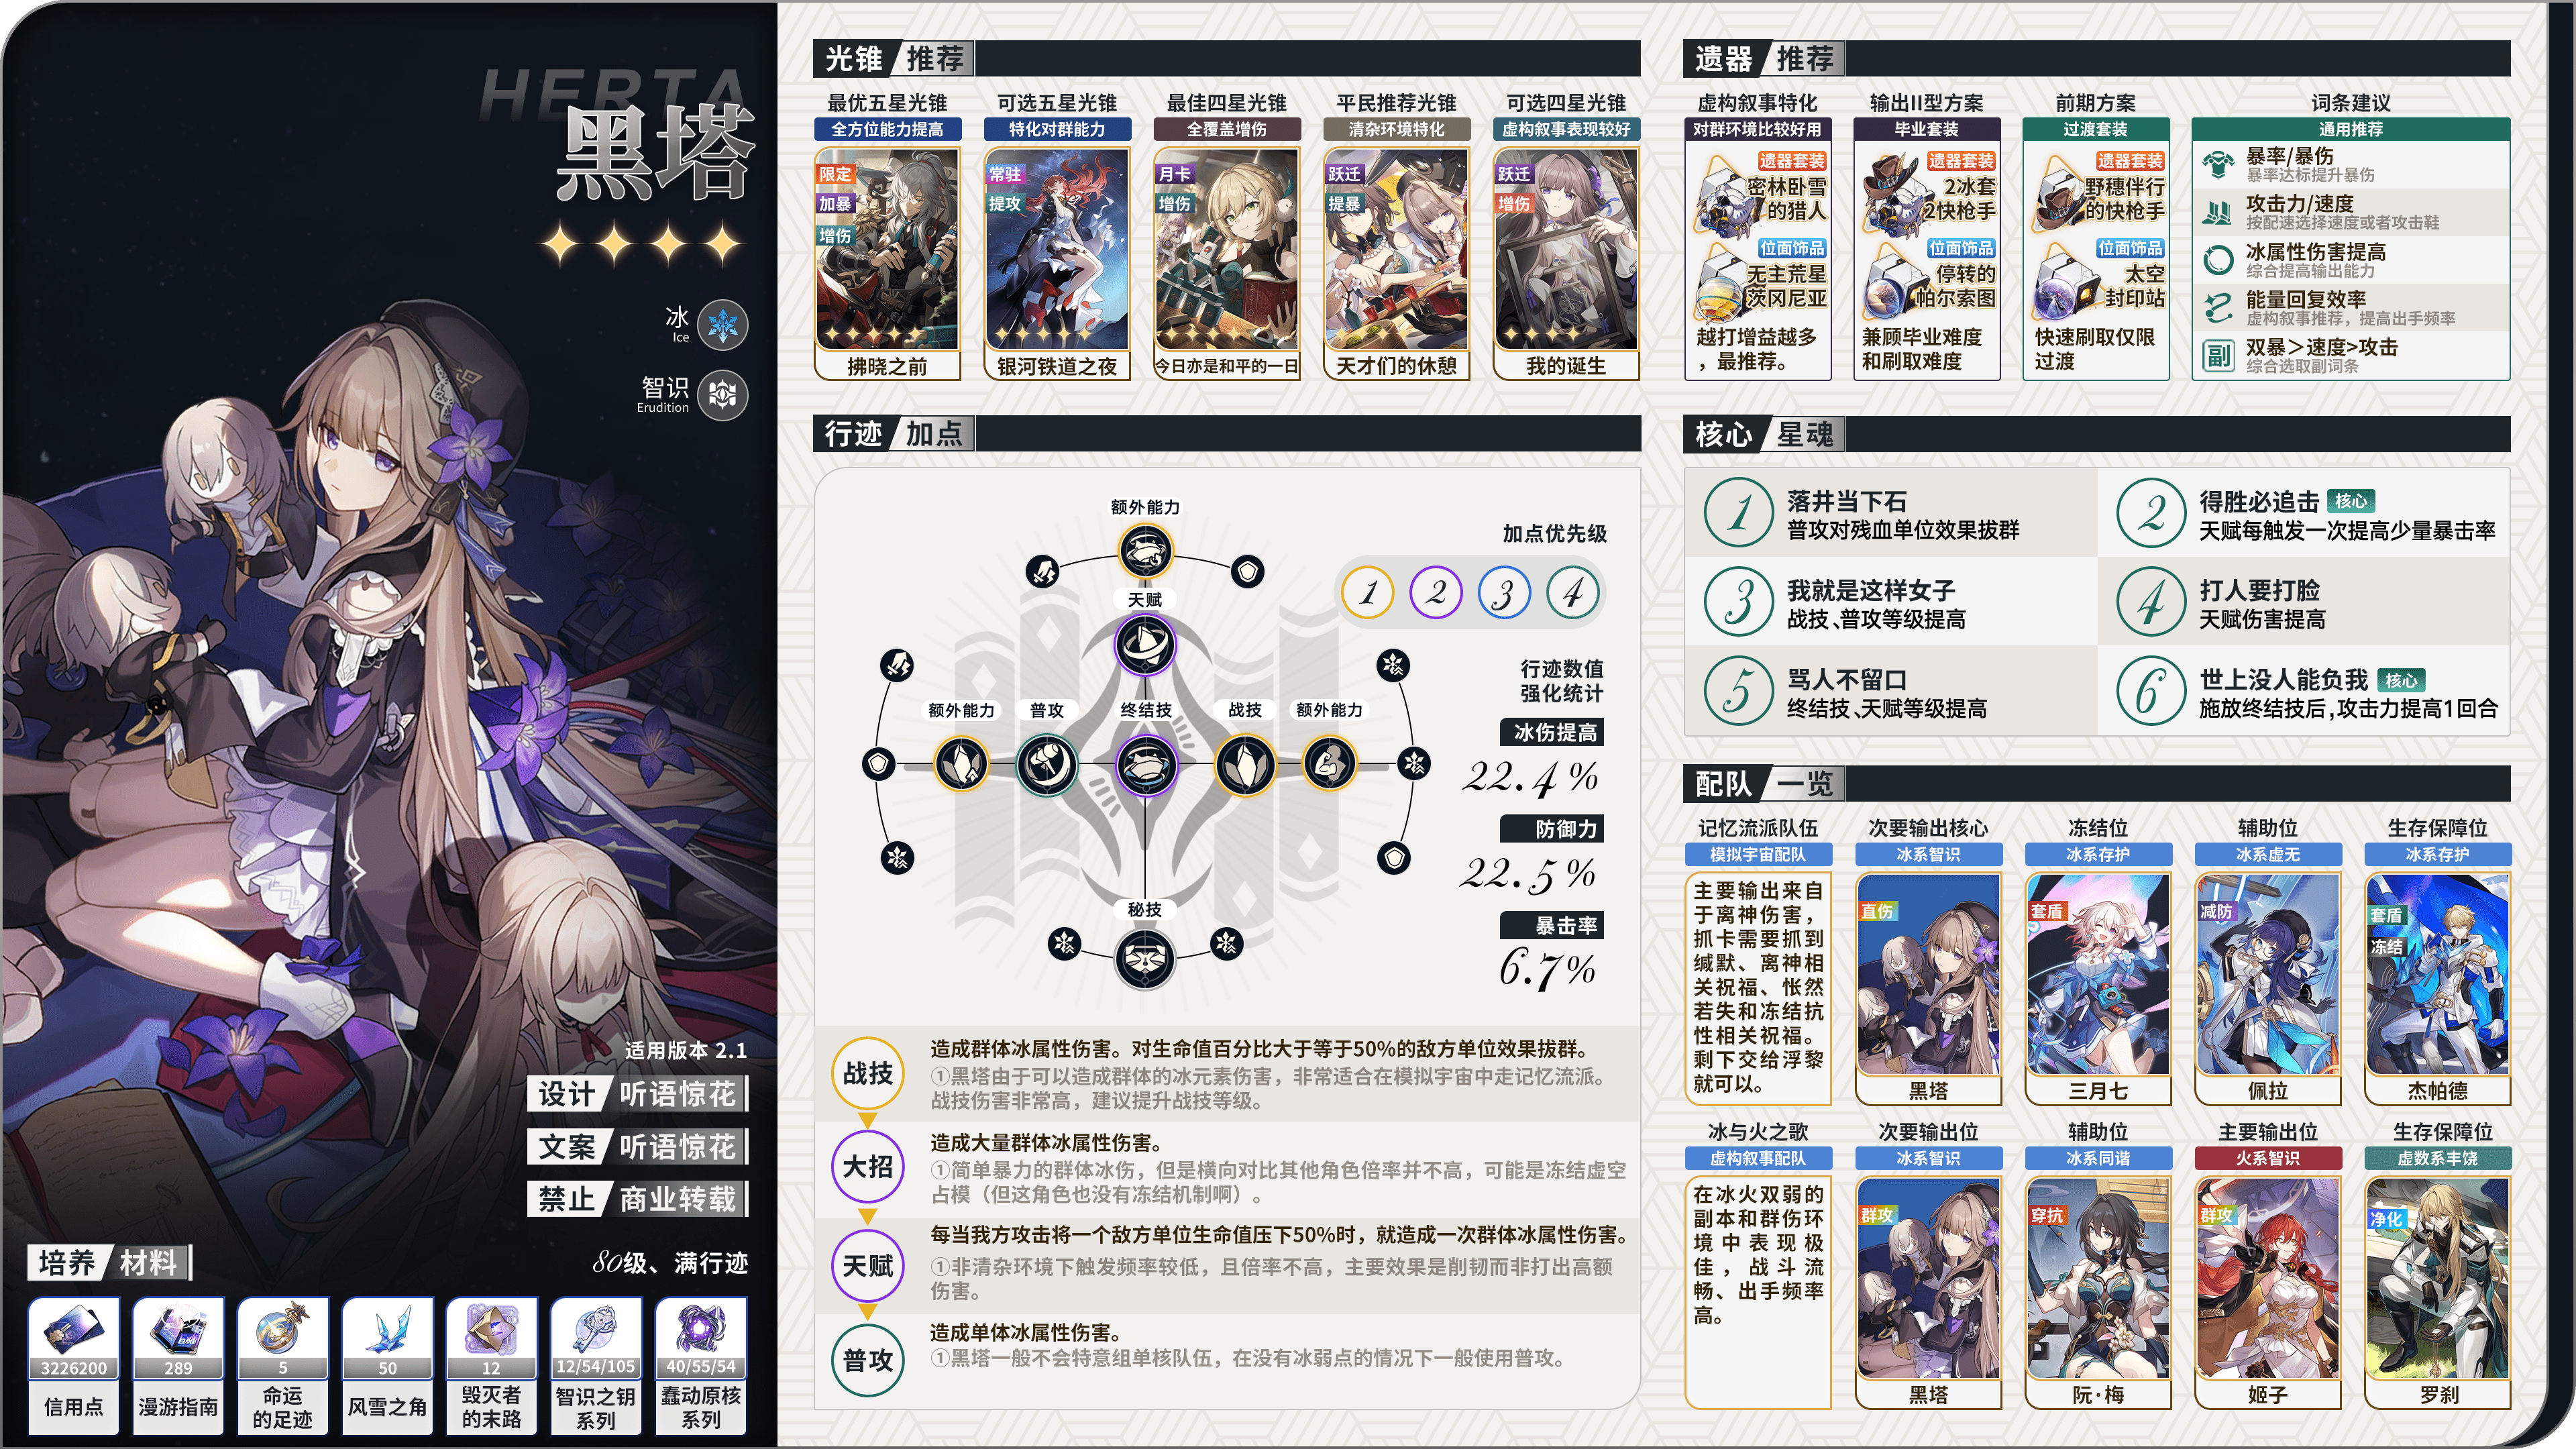 HERTA
黑塔
冰
Ice
智识
Erudition
适用版本 2.1
设计 听语惊花
文案 听语惊花
禁止 商业转载
培养 材料
80级、满行迹
3226200
信用点
289
漫游指南
5
命运
的足迹
50
风雪之角
12
毁灭者
的末路
12/54/105
智识之钥
系列
40/55/54
蠢动原核
系列
光锥 推荐
最优五星光锥
全方位能力提高
限定
加暴
增伤
拂晓之前
可选五星光锥
特化对群能力
常驻
提攻
银河铁道之夜
最佳四星光锥
全覆盖增伤
月卡
增伤
今日亦是和平的一日
平民推荐光锥
清杂环境特化
跃迁
提暴
天才们的休憩
可选四星光锥
虚构叙事表现较好
跃迁
增伤
我的诞生
行迹 加点
额外能力
天赋
额外能力
普攻
终结技
战技
额外能力
秘技
加点优先级
1 2 3 4
行迹数值
强化统计
冰伤提高
22.4%
防御力
22.5%
暴击率
6.7%
战技
造成群体冰属性伤害。对生命值百分比大于等于50%的敌方单位效果拔群。
①黑塔由于可以造成群体的冰元素伤害，非常适合在模拟宇宙中走记忆流派。
战技伤害非常高，建议提升战技等级。
大招
造成大量群体冰属性伤害。
①简单暴力的群体冰伤，但是横向对比其他角色倍率并不高，可能是冻结虚空
占模（但这角色也没有冻结机制啊）。
天赋
每当我方攻击将一个敌方单位生命值压下50%时，就造成一次群体冰属性伤害。
①非清杂环境下触发频率较低，且倍率不高，主要效果是削韧而非打出高额
伤害。
普攻
造成单体冰属性伤害。
①黑塔一般不会特意组单核队伍，在没有冰弱点的情况下一般使用普攻。
遗器 推荐
虚构叙事特化
对群环境比较好用
遗器套装
密林卧雪
的猎人
位面饰品
无主荒星
茨冈尼亚
越打增益越多
，最推荐。
输出II型方案
毕业套装
遗器套装
2冰套
2快枪手
位面饰品
停转的
帕尔索图
兼顾毕业难度
和刷取难度
前期方案
过渡套装
遗器套装
野穗伴行
的快枪手
位面饰品
太空
封印站
快速刷取仅限
过渡
词条建议
通用推荐
暴率/暴伤
暴率达标提升暴伤
攻击力/速度
按配速选择速度或者攻击鞋
冰属性伤害提高
综合提高输出能力
能量回复效率
虚构叙事推荐，提高出手频率
副
双暴＞速度>攻击
综合选取副词条
核心 星魂
1
落井当下石
普攻对残血单位效果拔群
2
得胜必追击 核心
天赋每触发一次提高少量暴击率
3
我就是这样女子
战技、普攻等级提高
4
打人要打脸
天赋伤害提高
5
骂人不留口
终结技、天赋等级提高
6
世上没人能负我 核心
施放终结技后,攻击力提高1回合
配队 一览
记忆流派队伍
模拟宇宙配队
主要输出来自
于离神伤害，
抓卡需要抓到
缄默、离神相
关祝福、怅然
若失和冻结抗
性相关祝福。
剩下交给浮黎
就可以。
次要输出核心
冰系智识
直伤
黑塔
冻结位
冰系存护
套盾
三月七
辅助位
冰系虚无
减防
佩拉
生存保障位
冰系存护
套盾
冻结
杰帕德
冰与火之歌
虚构叙事配队
在冰火双弱的
副本和群伤环
境中表现极
佳，战斗流
畅、出手频率
高。
次要输出位
冰系智识
群攻
黑塔
辅助位
冰系同谐
穿抗
阮·梅
主要输出位
火系智识
群攻
姬子
生存保障位
虚数系丰饶
净化
罗刹